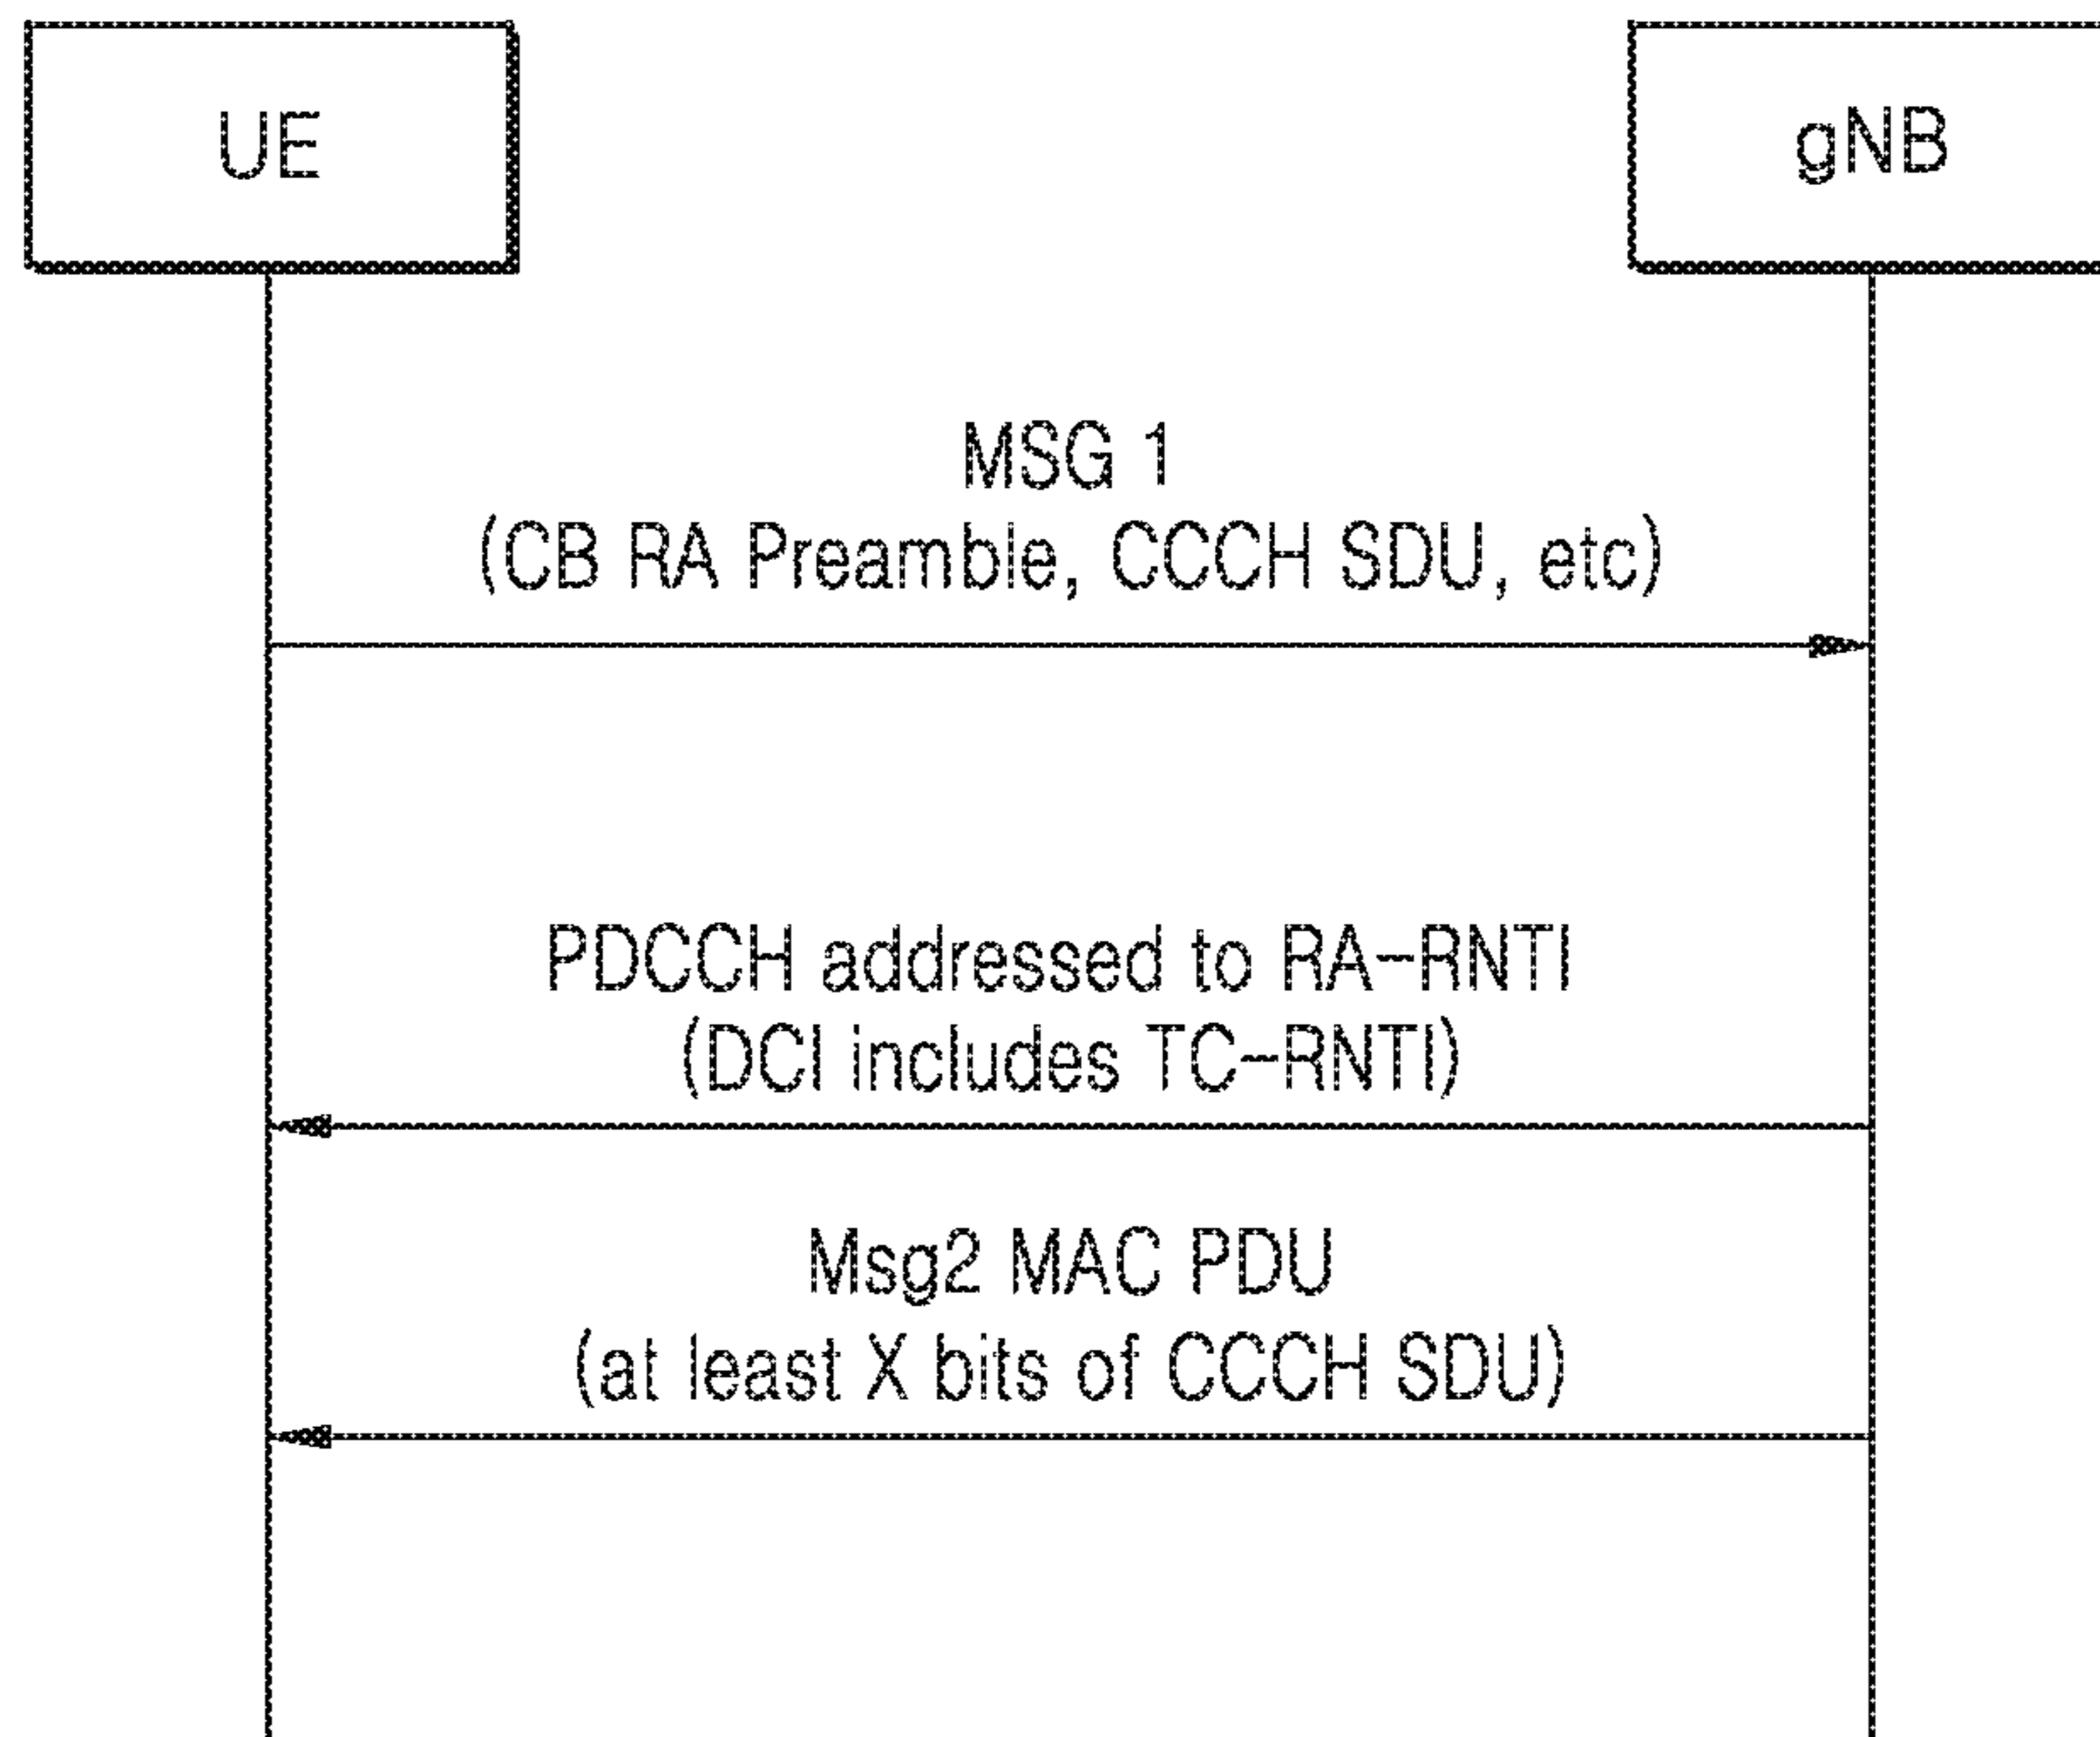 UE
gNB
MSG 1
(CB RA Preamble, CCCH SDU, etc)
PDCCH addressed to RA-RNTI
(DCI includes TC-RNTI)
Msg2 MAC PDU
(at least X bits of CCCH SDU)